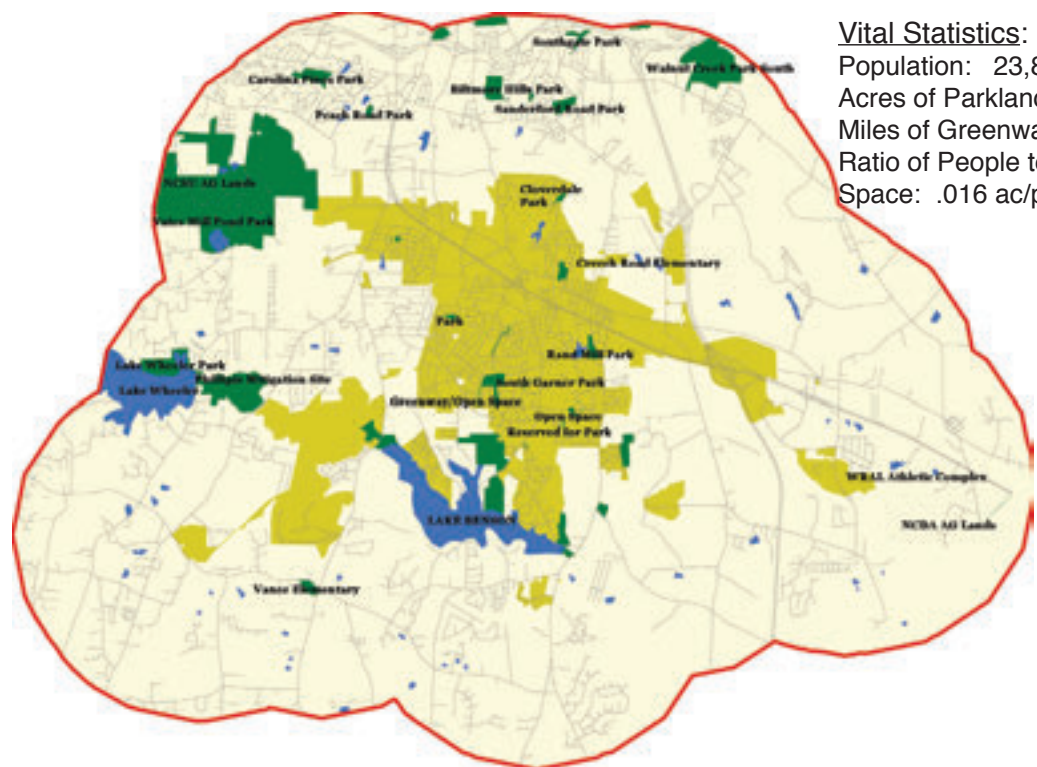 Vital Statistics:
Population: 23,8
Acres of Parklan
Miles of Greenwa
Ratio of People t
Space: .016 ac/p
Southgate Park
Walnut Creek Park South
Carolina Pines Park
Biltmore Hills Park
Sanderford Road Park
Peach Road Park
NCSU AG Lands
Yates Mill Pond Park
Cloverdale
Park
Creech Road Elementary
Park
Rand Mill Park
Lake Wheeler Park
Lake Wheeler
Mitigation Site
South Garner Park
Greenway/Open Space
Open Space
Reserved for Park
WRAL Athletic Complex
LAKE BENSON
NCDA AG Lands
Vance Elementary